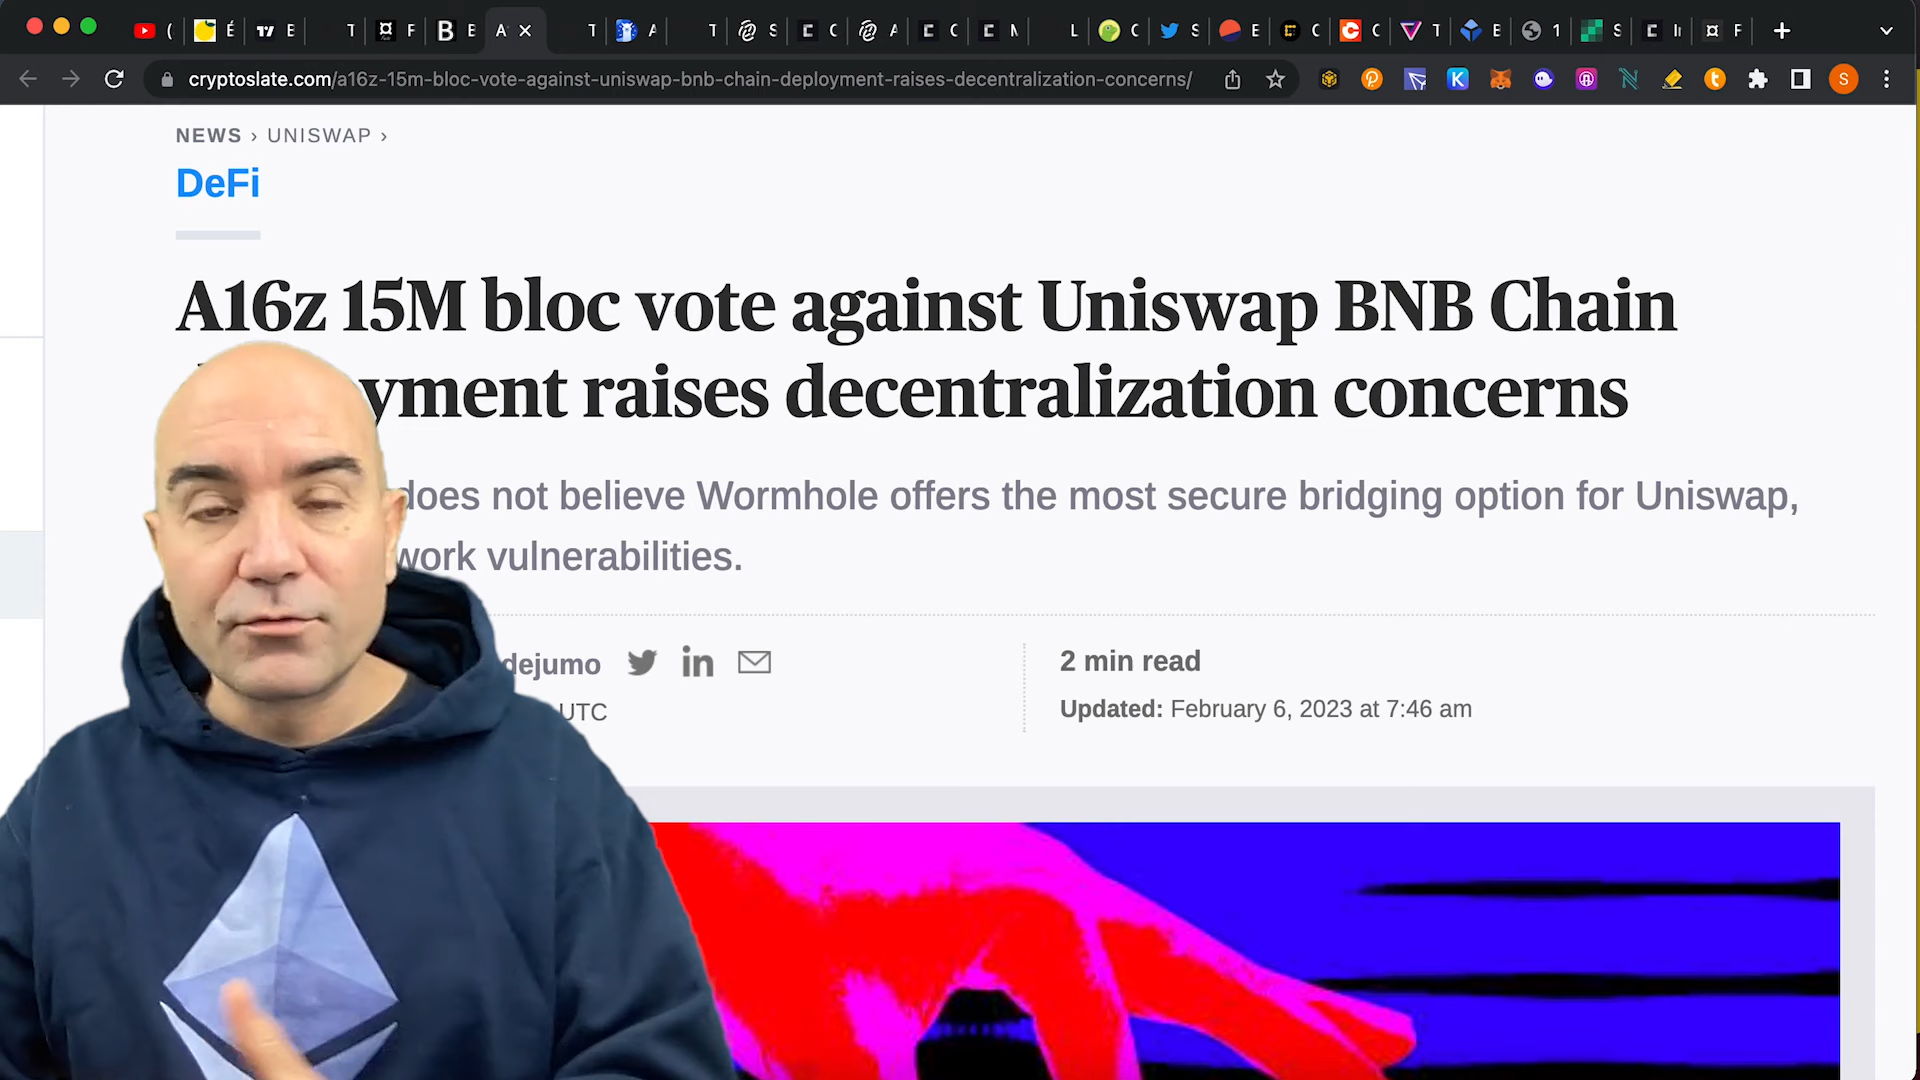 ( É E T F B E A T A T S C A C N L C S E C C T E 1 S I F
cryptoslate.com/a16z-15m-bloc-vote-against-uniswap-bnb-chain-deployment-raises-decentralization-concerns/ S
NEWS › UNISWAP ›
DeFi
A16z 15M bloc vote against Uniswap BNB Chain
yment raises decentralization concerns
does not believe Wormhole offers the most secure bridging option for Uniswap,
work vulnerabilities.
dejumo
2 min read
UTC
Updated: February 6, 2023 at 7:46 am